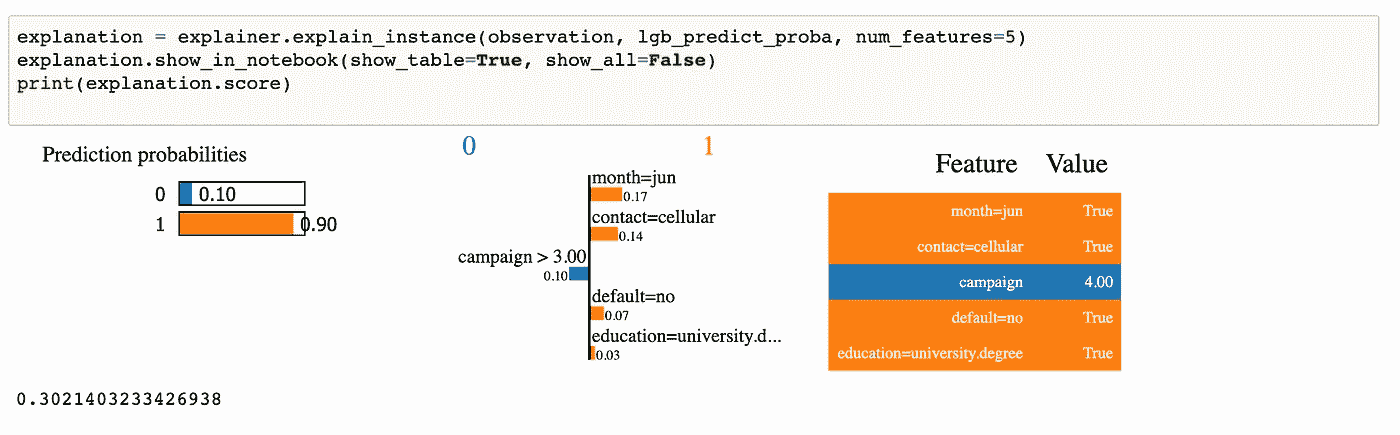 explanation = explainer.explain_instance(observation, lgb_predict_proba, num_features=5)
explanation.show_in_notebook(show_table=True, show_all=False)
print(explanation.score)
Prediction probabilities
0 0.10
1 0.90
0 1
month=jun
0.17
contact=cellular
0.14
campaign > 3.00
0.10
default=no
0.07
education=university.d...
0.03
Feature Value
month=jun True
contact=cellular True
campaign 4.00
default=no True
education=university.degree True
0.3021403233426938